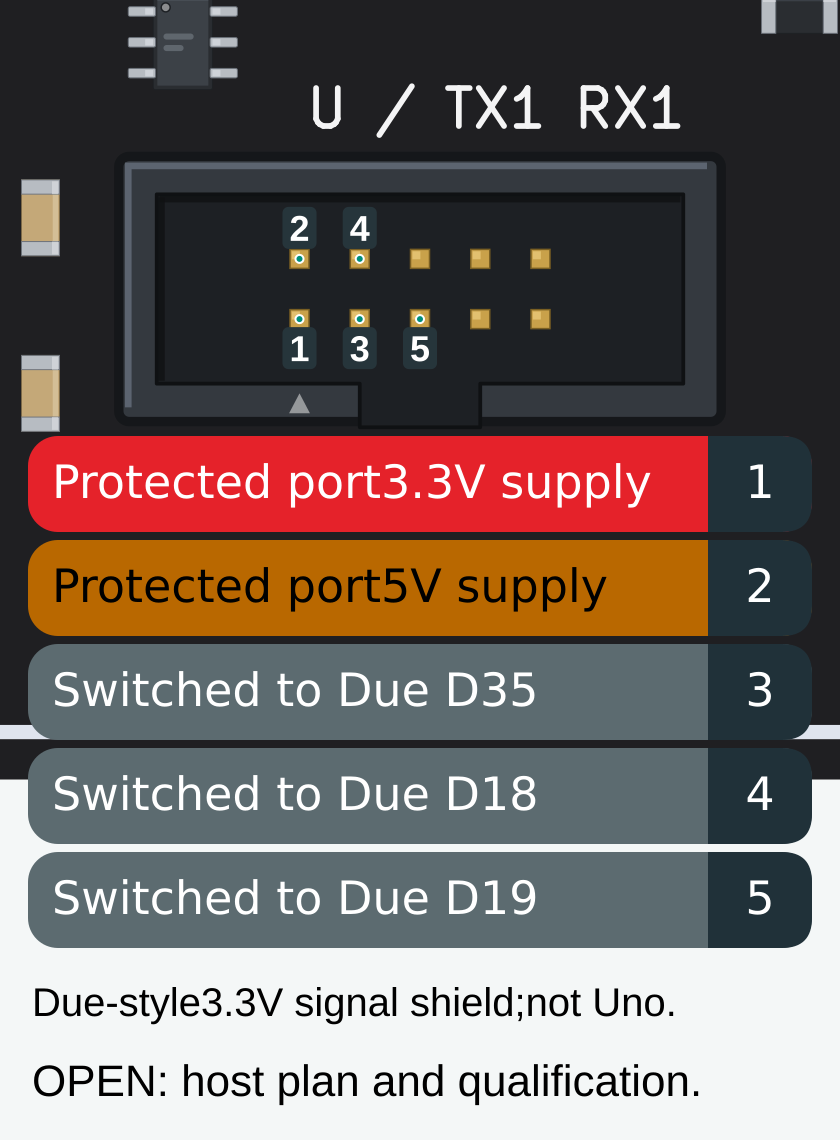 U / TX1 RX1
2 4
1 3 5
Protected port3.3V supply 1
Protected port5V supply 2
Switched to Due D35 3
Switched to Due D18 4
Switched to Due D19 5
Due-style3.3V signal shield;not Uno.
OPEN: host plan and qualification.